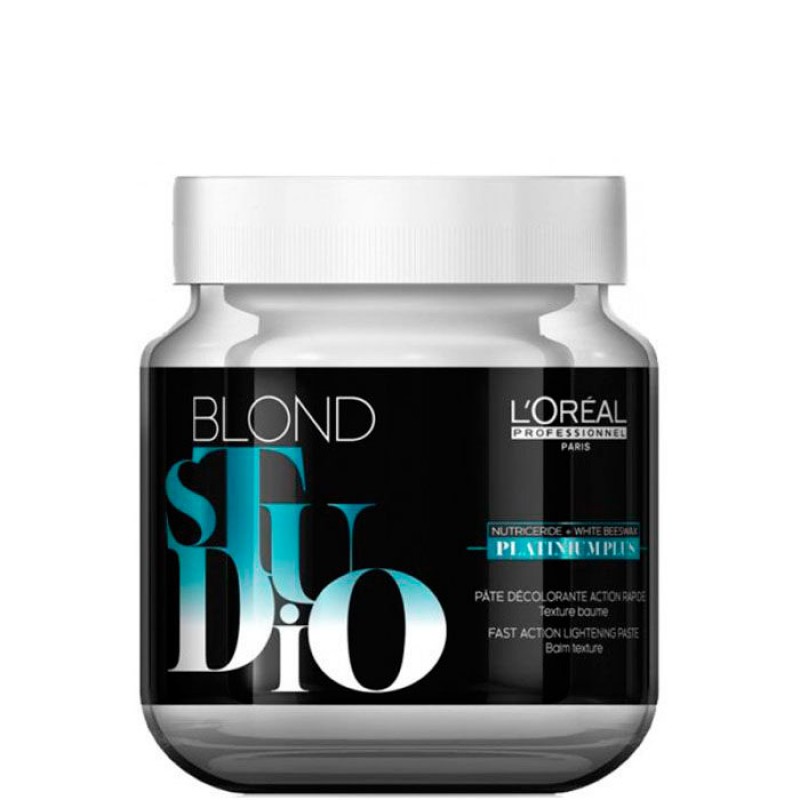 BLOND
STUDiO
L'ORÉAL
PROFESSIONNEL
PARIS
NUTRICERIDE + WHITE BEESWAX
PLATINIUM PLUS
PÂTE DÉCOLORANTE ACTION RAPIDE
Texture baume
FAST ACTION LIGHTENING PASTE
Balm texture